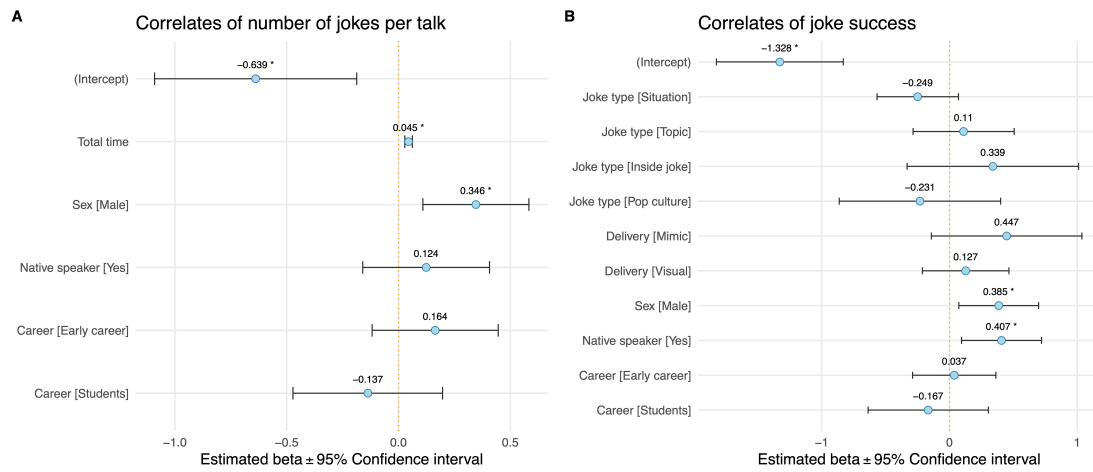 A
Correlates of number of jokes per talk
(Intercept)
−0.639 *
Total time
0.045 *
Sex [Male]
0.346 *
Native speaker [Yes]
0.124
Career [Early career]
0.164
Career [Students]
−0.137
−1.0
−0.5
0.0
0.5
Estimated beta ± 95% Confidence interval
B
Correlates of joke success
(Intercept)
−1.328 *
Joke type [Situation]
−0.249
Joke type [Topic]
0.11
Joke type [Inside joke]
0.339
Joke type [Pop culture]
−0.231
Delivery [Mimic]
0.447
Delivery [Visual]
0.127
Sex [Male]
0.385 *
Native speaker [Yes]
0.407 *
Career [Early career]
0.037
Career [Students]
−0.167
−1
0
1
Estimated beta ± 95% Confidence interval